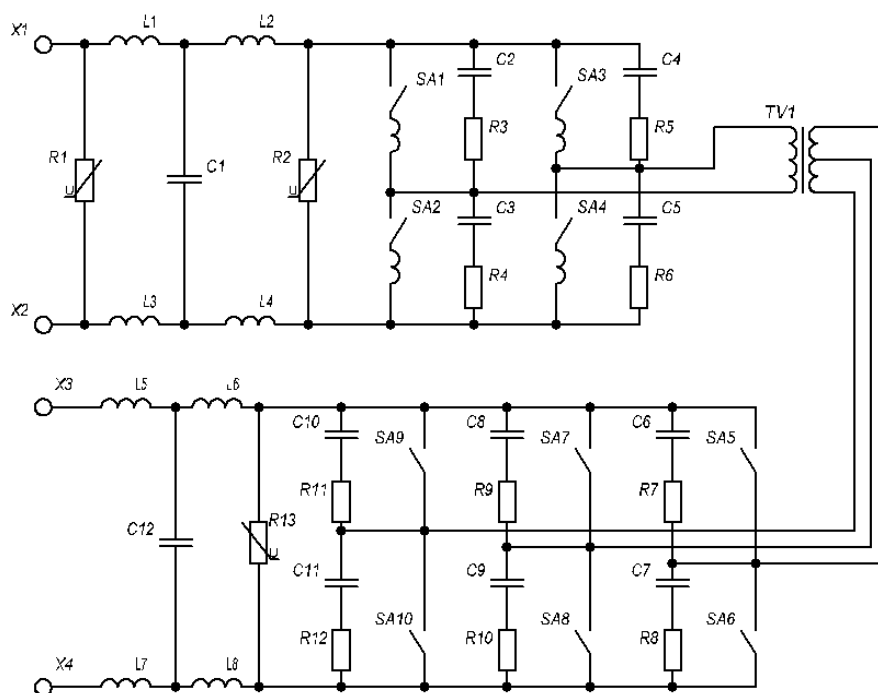 X1 L1 L2
C2 C4
SA1 SA3 TV1
R3 R5
R1 C1 R2
U U
SA2 C3 SA4 C5
R4 R6
X2 L3 L4
X3 L5 L6
C10 SA9 C8 SA7 C6 SA5
R11 R9 R7
C12 R13
U
C11 C9 C7
SA10 SA8 SA6
R12 R10 R8
X4 L7 L8